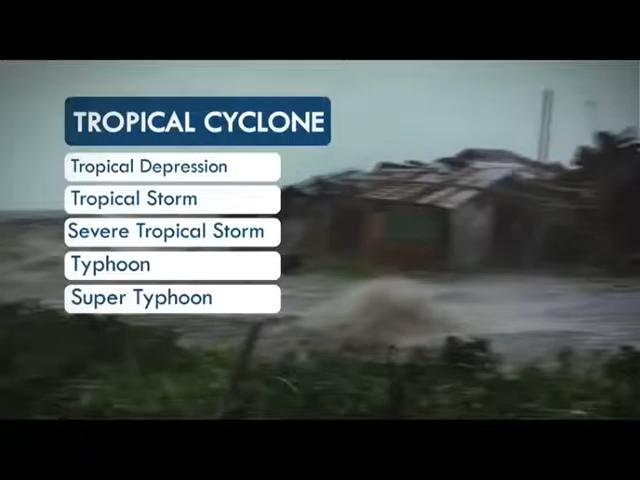 TROPICAL CYCLONE
Tropical Depression
Tropical Storm
Severe Tropical Storm
Typhoon
Super Typhoon